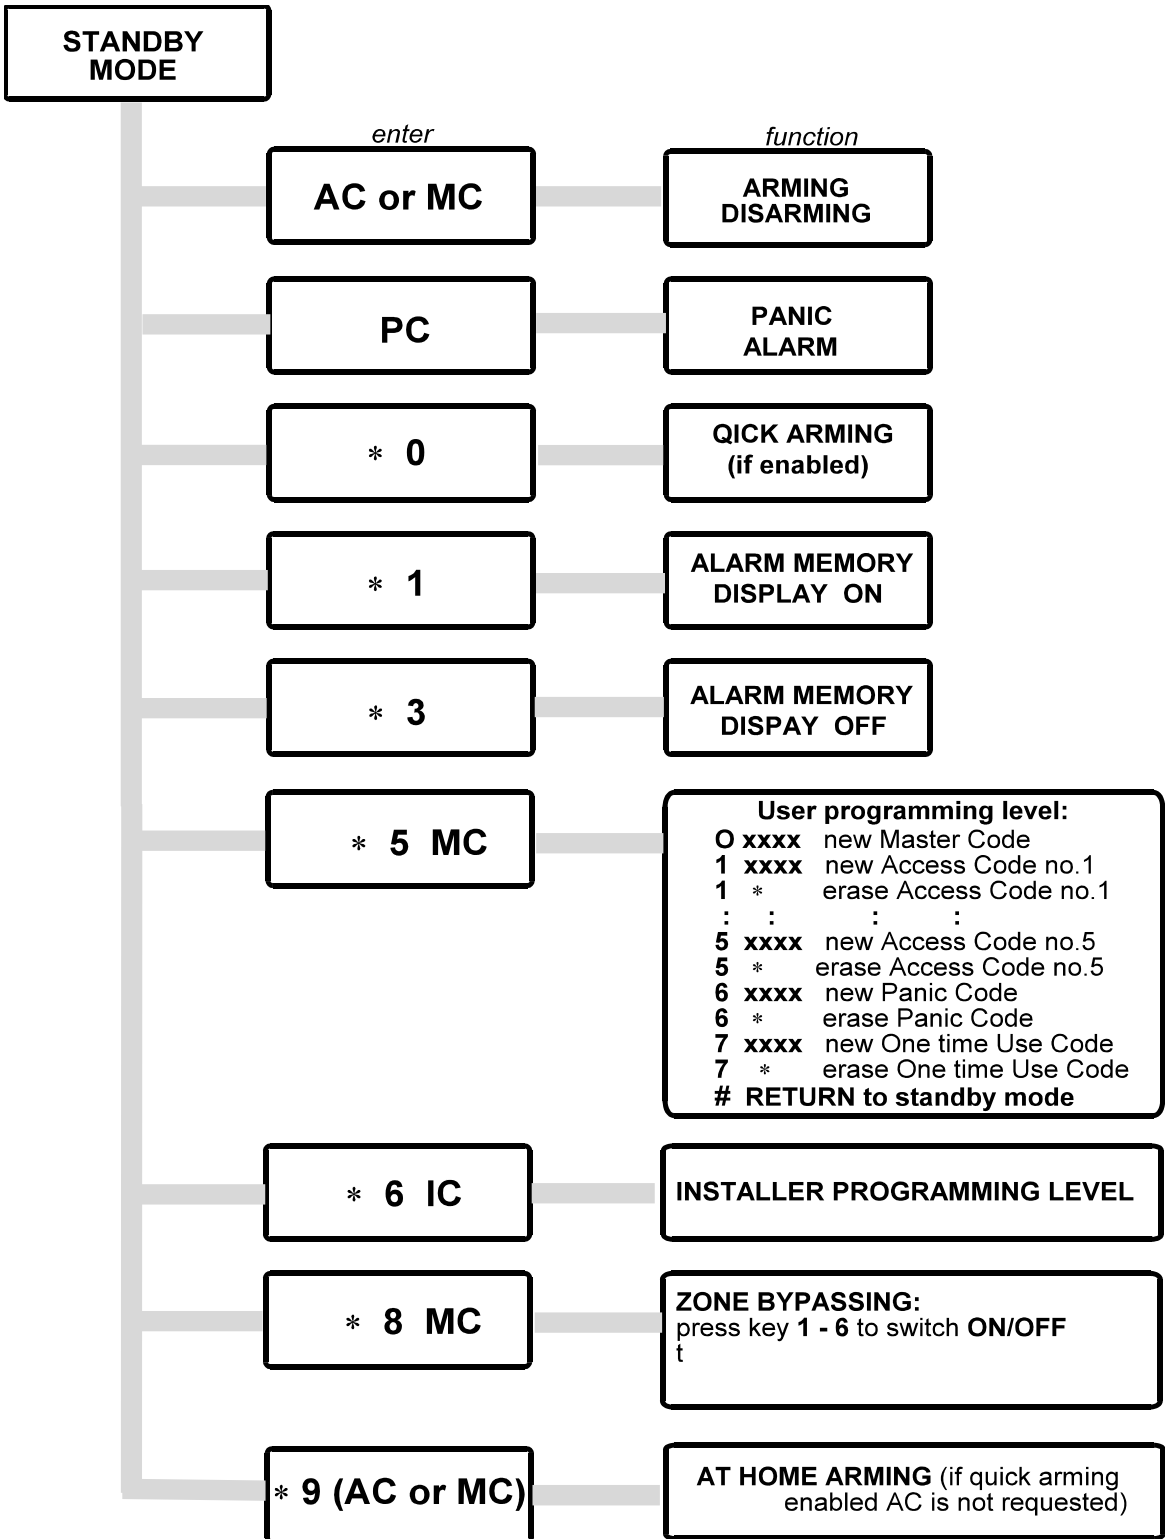 STANDBY
MODE
enter
function
AC or MC
ARMING
DISARMING
PC
PANIC
ALARM
* 0
QICK ARMING
(if enabled)
* 1
ALARM MEMORY
DISPLAY ON
* 3
ALARM MEMORY
DISPAY OFF
* 5 MC
User programming level:
O xxxx new Master Code
1 xxxx new Access Code no.1
1 * erase Access Code no.1
: : : :
5 xxxx new Access Code no.5
5 * erase Access Code no.5
6 xxxx new Panic Code
6 * erase Panic Code
7 xxxx new One time Use Code
7 * erase One time Use Code
# RETURN to standby mode
* 6 IC
INSTALLER PROGRAMMING LEVEL
* 8 MC
ZONE BYPASSING:
press key 1 - 6 to switch ON/OFF
t
* 9 (AC or MC)
AT HOME ARMING (if quick arming
enabled AC is not requested)